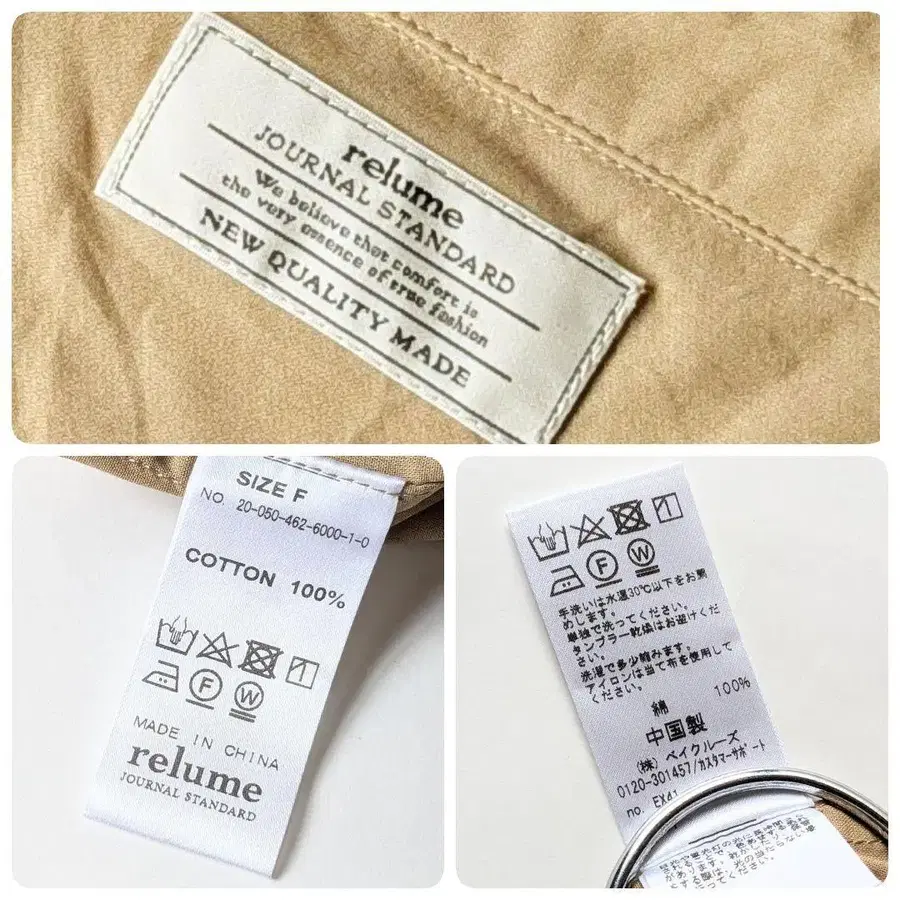 relume
JOURNAL STANDARD
We believe that comfort is
the very essence of true fashion
NEW QUALITY MADE
SIZE F
NO. 20-050-462-6000-1-0
COTTON 100%
F
W
MADE IN CHINA
relume
JOURNAL STANDARD
F
W
手洗いは水温30℃以下をお薦
めします。
単独で洗ってください。
タンブラー乾燥はお避けくだ
さい。
洗濯で多少縮みます。
アイロンは当て布を使用して
ください。
綿 100%
中国製
(株) ベイクルーズ
0120-301457/カスタマーサポート
no. EX41